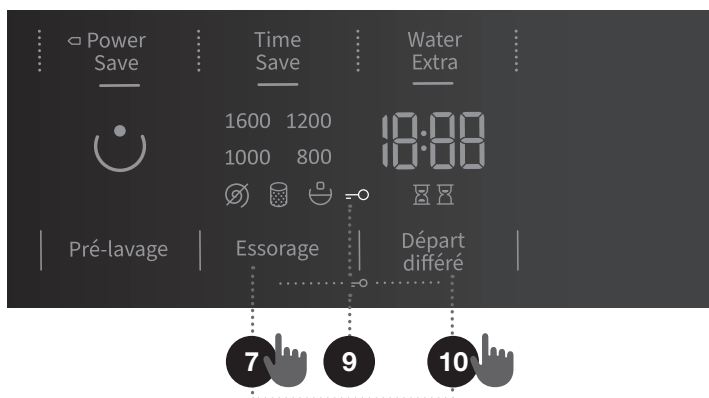 Power
Save
Time
Save
Water
Extra
1600 1200
1000 800
18:88
Pré-lavage
Essorage
Départ
différé
7
9
10